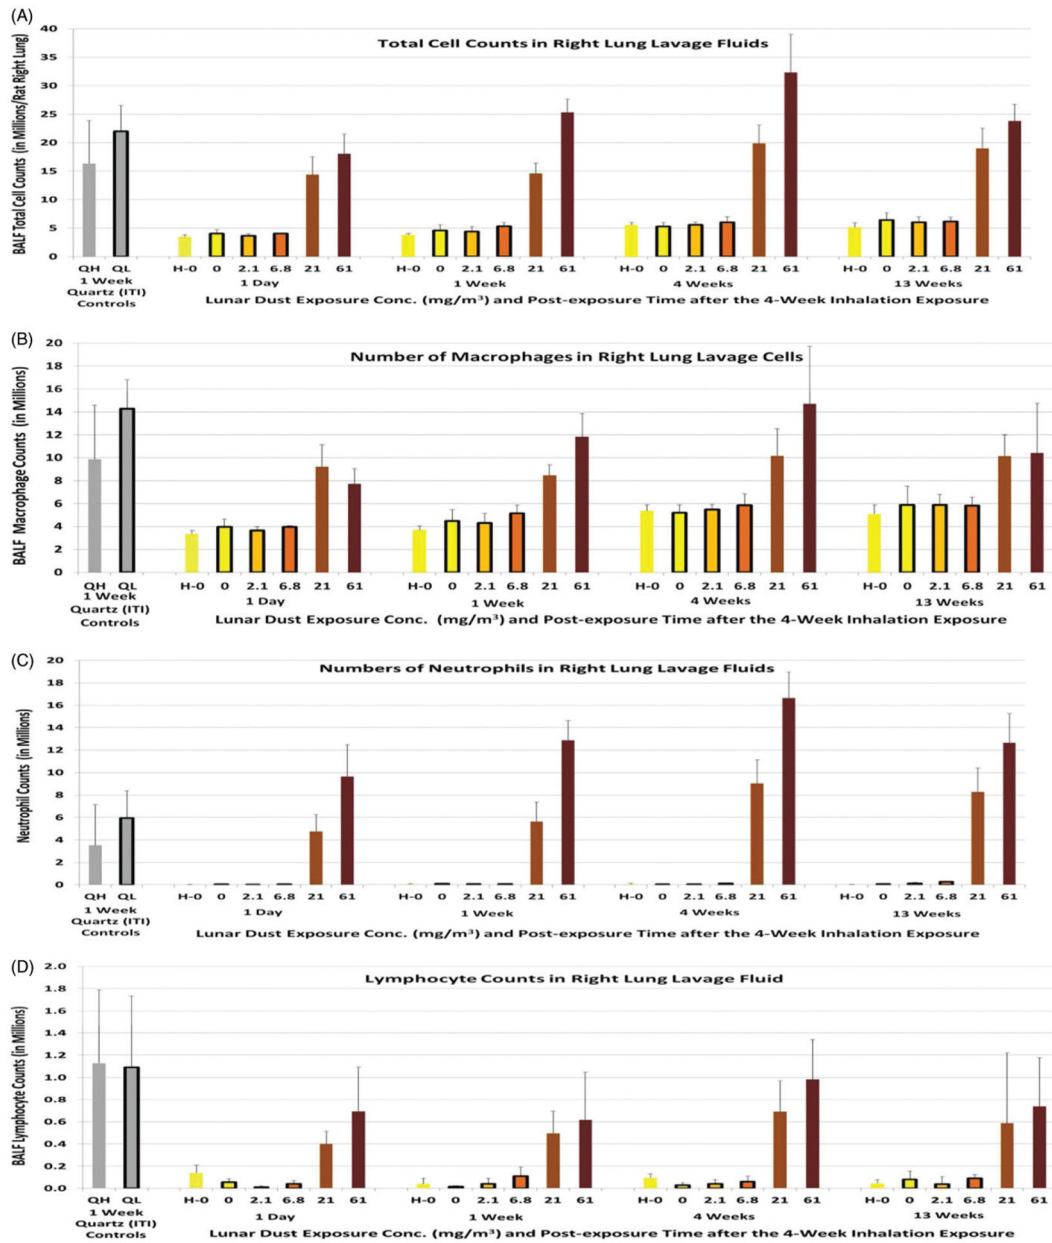 (A)
Total Cell Counts in Right Lung Lavage Fluids
BALF Total Cell Counts (in Millions/Rat Right Lung)
40
35
30
25
20
15
10
5
0
QH QL H-0 0 2.1 6.8 21 61 H-0 0 2.1 6.8 21 61 H-0 0 2.1 6.8 21 61 H-0 0 2.1 6.8 21 61
1 Week 1 Day 1 Week 4 Weeks 13 Weeks
Quartz (ITI)
Controls
Lunar Dust Exposure Conc. (mg/m³) and Post-exposure Time after the 4-Week Inhalation Exposure
(B)
Number of Macrophages in Right Lung Lavage Cells
BALF Macrophage Counts (in Millions)
20
18
16
14
12
10
8
6
4
2
0
QH QL H-0 0 2.1 6.8 21 61 H-0 0 2.1 6.8 21 61 H-0 0 2.1 6.8 21 61 H-0 0 2.1 6.8 21 61
1 Week 1 Day 1 Week 4 Weeks 13 Weeks
Quartz (ITI)
Controls
Lunar Dust Exposure Conc. (mg/m³) and Post-exposure Time after the 4-Week Inhalation Exposure
(C)
Numbers of Neutrophils in Right Lung Lavage Fluids
Neutrophil Counts (in Millions)
20
18
16
14
12
10
8
6
4
2
0
QH QL H-0 0 2.1 6.8 21 61 H-0 0 2.1 6.8 21 61 H-0 0 2.1 6.8 21 61 H-0 0 2.1 6.8 21 61
1 Week 1 Day 1 Week 4 Weeks 13 Weeks
Quartz (ITI)
Controls
Lunar Dust Exposure Conc. (mg/m³) and Post-exposure Time after the 4-Week Inhalation Exposure
(D)
Lymphocyte Counts in Right Lung Lavage Fluid
BALF Lymphocyte Counts (in Millions)
2.0
1.8
1.6
1.4
1.2
1.0
0.8
0.6
0.4
0.2
0.0
QH QL H-0 0 2.1 6.8 21 61 H-0 0 2.1 6.8 21 61 H-0 0 2.1 6.8 21 61 H-0 0 2.1 6.8 21 61
1 Week 1 Day 1 Week 4 Weeks 13 Weeks
Quartz (ITI)
Controls
Lunar Dust Exposure Conc. (mg/m³) and Post-exposure Time after the 4-Week Inhalation Exposure